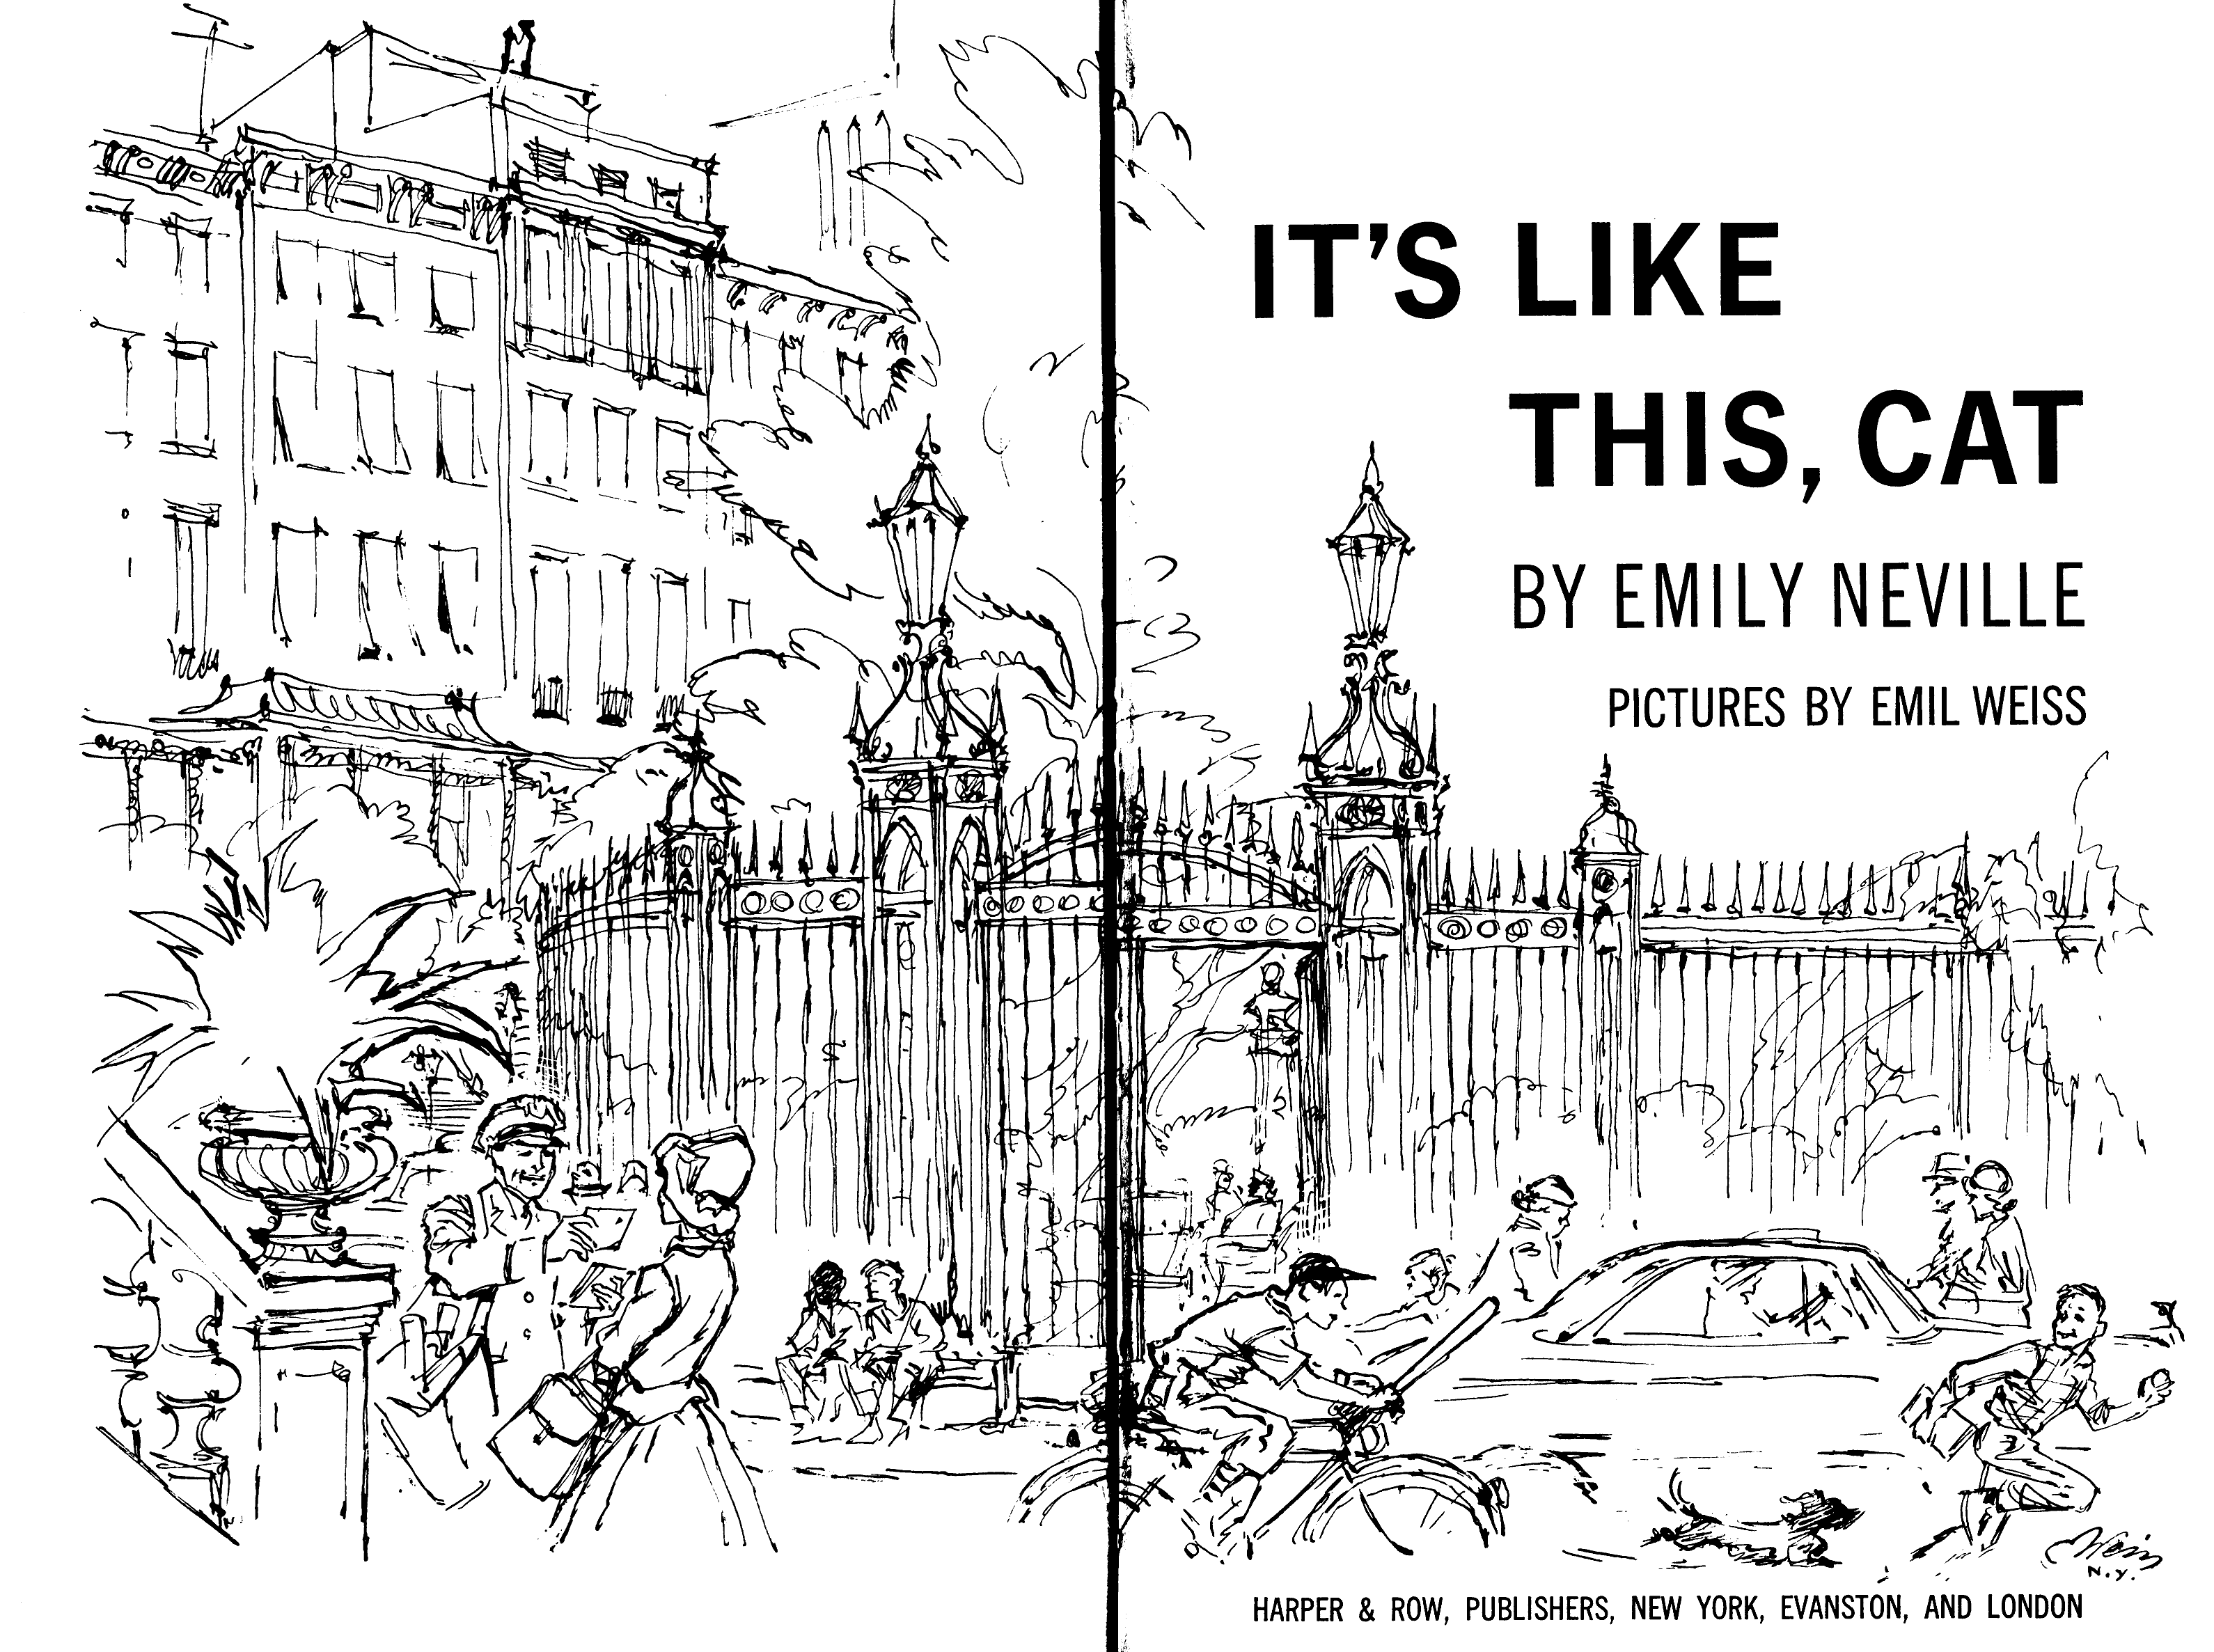 IT'S LIKE
THIS, CAT
BY EMILY NEVILLE
PICTURES BY EMIL WEISS
Weiss
N.Y.
HARPER & ROW, PUBLISHERS, NEW YORK, EVANSTON, AND LONDON